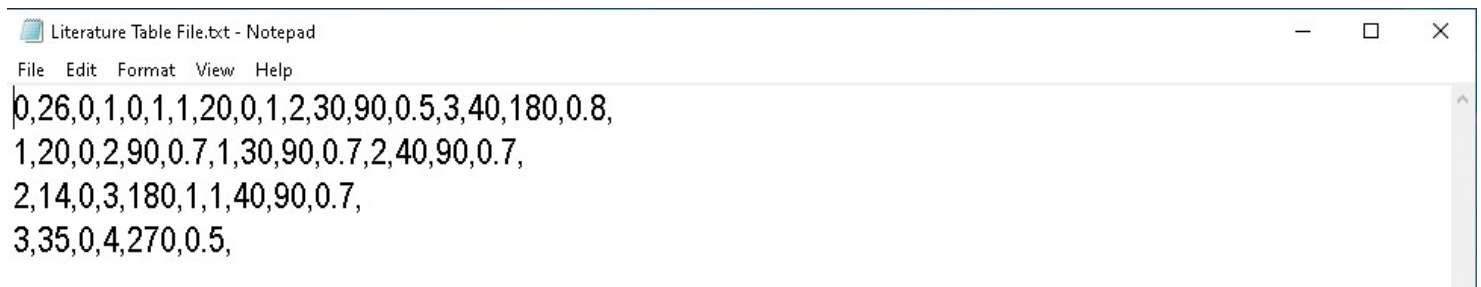 Literature Table File.txt - Notepad
File Edit Format View Help
0,26,0,1,0,1,1,20,0,1,2,30,90,0.5,3,40,180,0.8,
1,20,0,2,90,0.7,1,30,90,0.7,2,40,90,0.7,
2,14,0,3,180,1,1,40,90,0.7,
3,35,0,4,270,0.5,